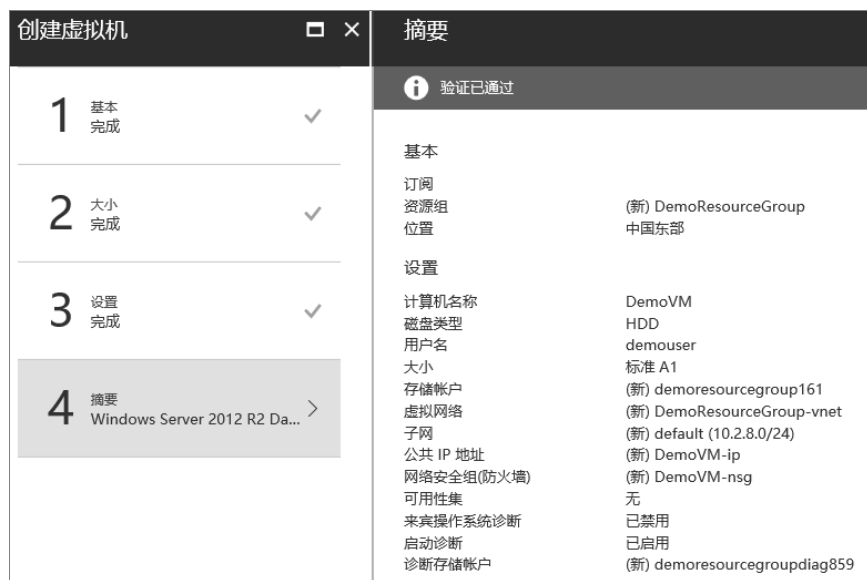 创建虚拟机
1 基本
完成
2 大小
完成
3 设置
完成
4 摘要
Windows Server 2012 R2 Da...
摘要
验证已通过
基本
订阅
资源组 (新) DemoResourceGroup
位置 中国东部
设置
计算机名称 DemoVM
磁盘类型 HDD
用户名 demouser
大小 标准 A1
存储帐户 (新) demoresourcegroup161
虚拟网络 (新) DemoResourceGroup-vnet
子网 (新) default (10.2.8.0/24)
公共 IP 地址 (新) DemoVM-ip
网络安全组(防火墙) (新) DemoVM-nsg
可用性集 无
来宾操作系统诊断 已禁用
启动诊断 已启用
诊断存储帐户 (新) demoresourcegroupdiag859